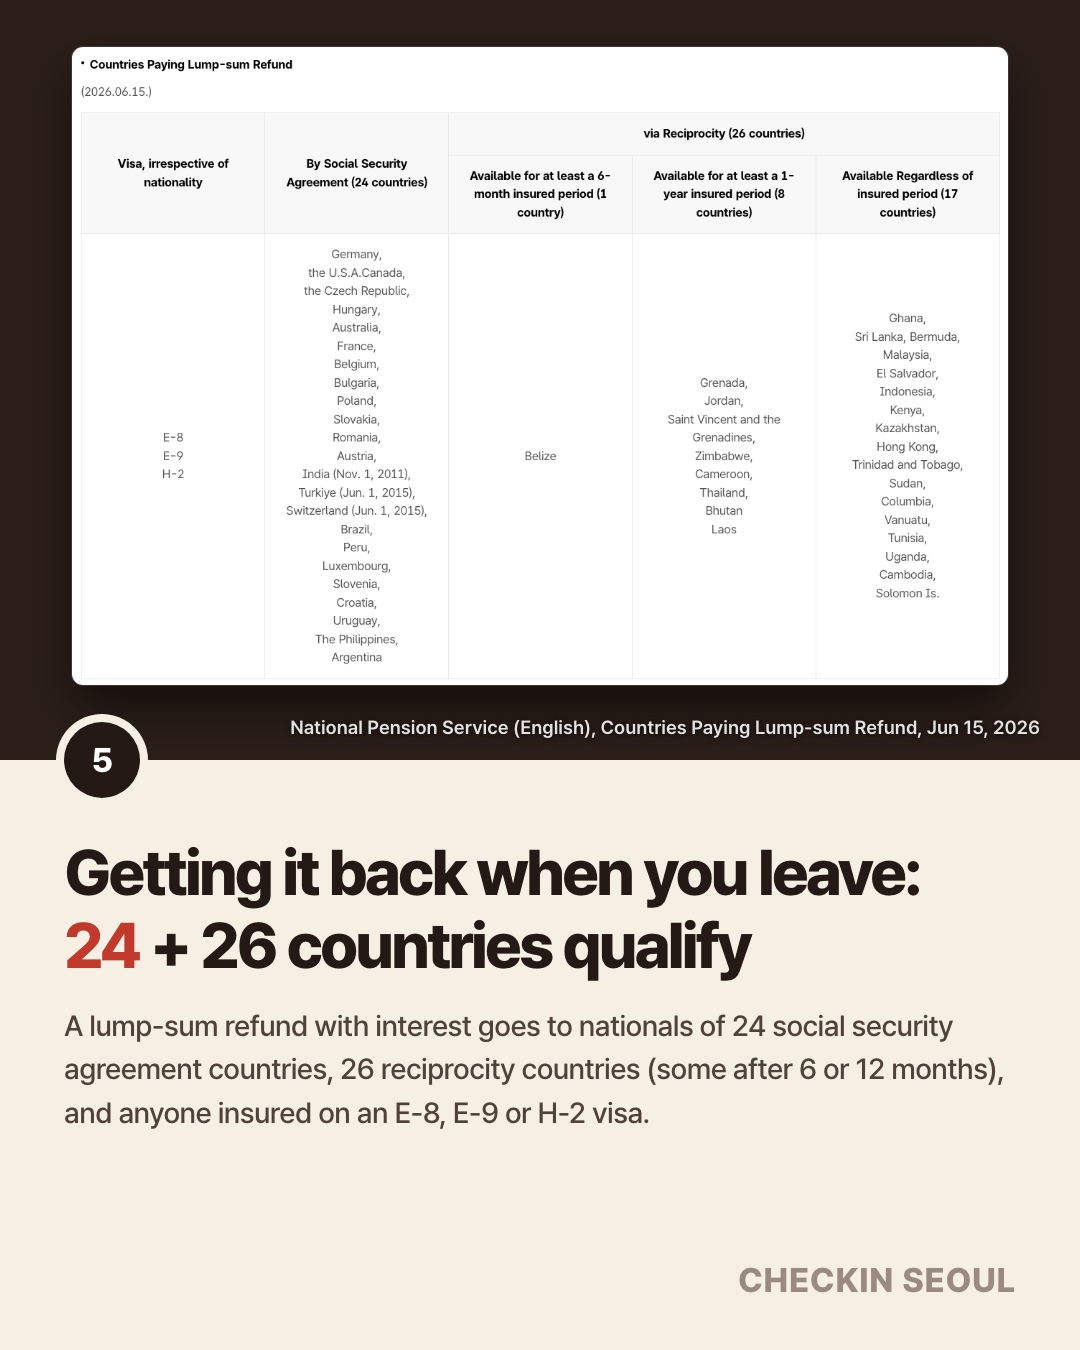 • Countries Paying Lump-sum Refund
(2026.06.15.)
Visa, irrespective of
nationality
By Social Security
Agreement (24 countries)
via Reciprocity (26 countries)
Available for at least a 6-
month insured period (1
country)
Available for at least a 1-
year insured period (8
countries)
Available Regardless of
insured period (17
countries)
E-8
E-9
H-2
Germany,
the U.S.A.Canada,
the Czech Republic,
Hungary,
Australia,
France,
Belgium,
Bulgaria,
Poland,
Slovakia,
Romania,
Austria,
India (Nov. 1, 2011),
Turkiye (Jun. 1, 2015),
Switzerland (Jun. 1, 2015),
Brazil,
Peru,
Luxembourg,
Slovenia,
Croatia,
Uruguay,
The Philippines,
Argentina
Belize
Grenada,
Jordan,
Saint Vincent and the
Grenadines,
Zimbabwe,
Cameroon,
Thailand,
Bhutan
Laos
Ghana,
Sri Lanka, Bermuda,
Malaysia,
El Salvador,
Indonesia,
Kenya,
Kazakhstan,
Hong Kong,
Trinidad and Tobago,
Sudan,
Columbia,
Vanuatu,
Tunisia,
Uganda,
Cambodia,
Solomon Is.
National Pension Service (English), Countries Paying Lump-sum Refund, Jun 15, 2026
5
Getting it back when you leave:
24 + 26 countries qualify
A lump-sum refund with interest goes to nationals of 24 social security
agreement countries, 26 reciprocity countries (some after 6 or 12 months),
and anyone insured on an E-8, E-9 or H-2 visa.
CHECKIN SEOUL